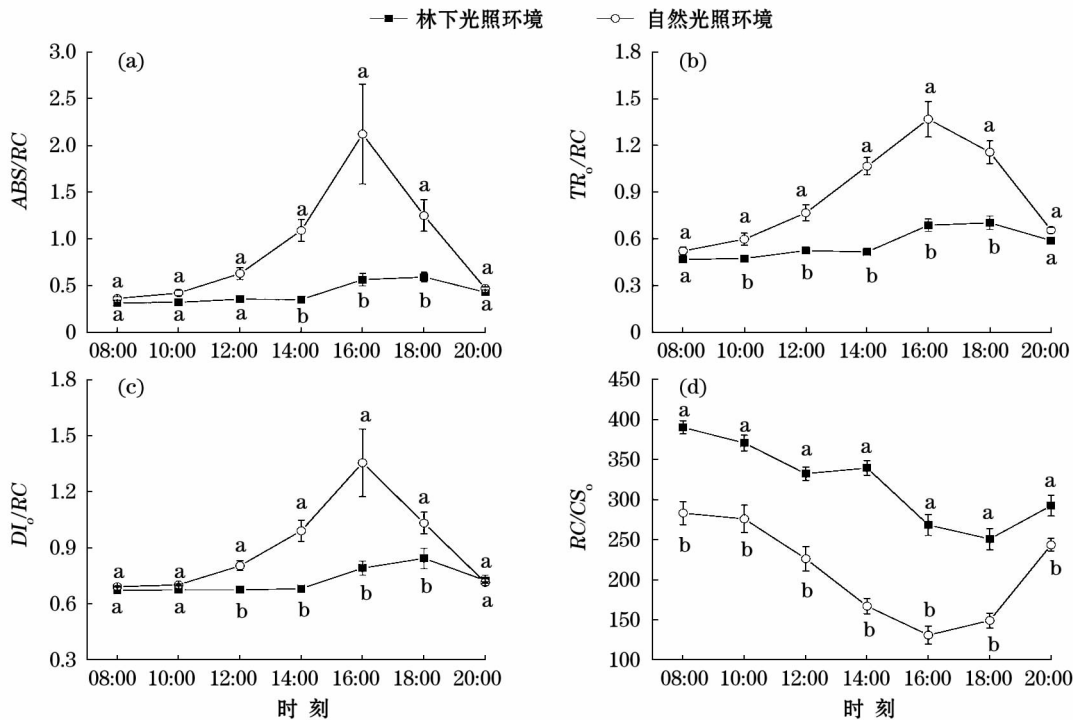 林下光照环境 自然光照环境
(a)
3.0
2.5
2.0
1.5
1.0
0.5
0
ABS/RC
a a a a a a a
a a a b b b a
08:00 10:00 12:00 14:00 16:00 18:00 20:00
(b)
1.8
1.5
1.2
0.9
0.6
0.3
0
TRo/RC
a a a a a a a
a b b b b b a
08:00 10:00 12:00 14:00 16:00 18:00 20:00
(c)
1.8
1.5
1.2
0.9
0.6
0.3
DIo/RC
a a a a a a a
a a b b b b a
08:00 10:00 12:00 14:00 16:00 18:00 20:00
时 刻
(d)
450
400
350
300
250
200
150
100
RC/CSo
a a a a a a a
b b b b b b b
08:00 10:00 12:00 14:00 16:00 18:00 20:00
时 刻